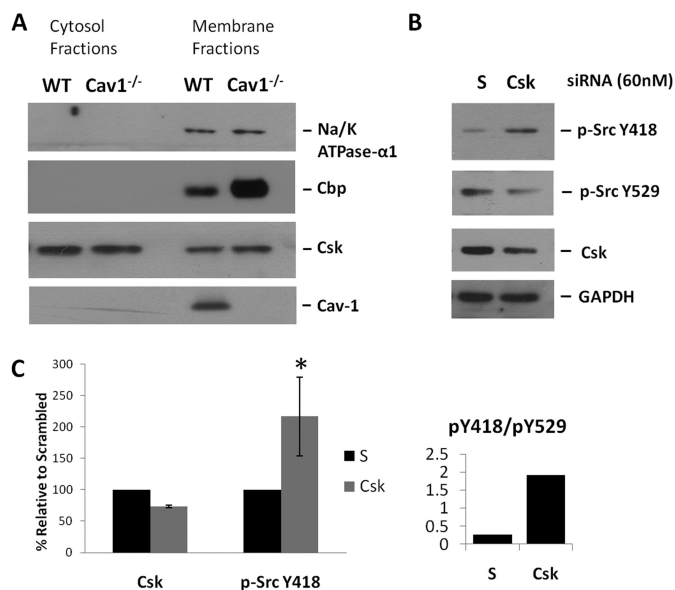 A
Cytosol Fractions
Membrane Fractions
WT Cav1-/-
WT Cav1-/-
– Na/K ATPase-α1
– Cbp
– Csk
– Cav-1
B
S Csk siRNA (60nM)
– p-Src Y418
– p-Src Y529
– Csk
– GAPDH
C
% Relative to Scrambled
300
250
200
150
100
50
0
*
Csk
p-Src Y418
S
Csk
pY418/pY529
2.5
2
1.5
1
0.5
0
S
Csk